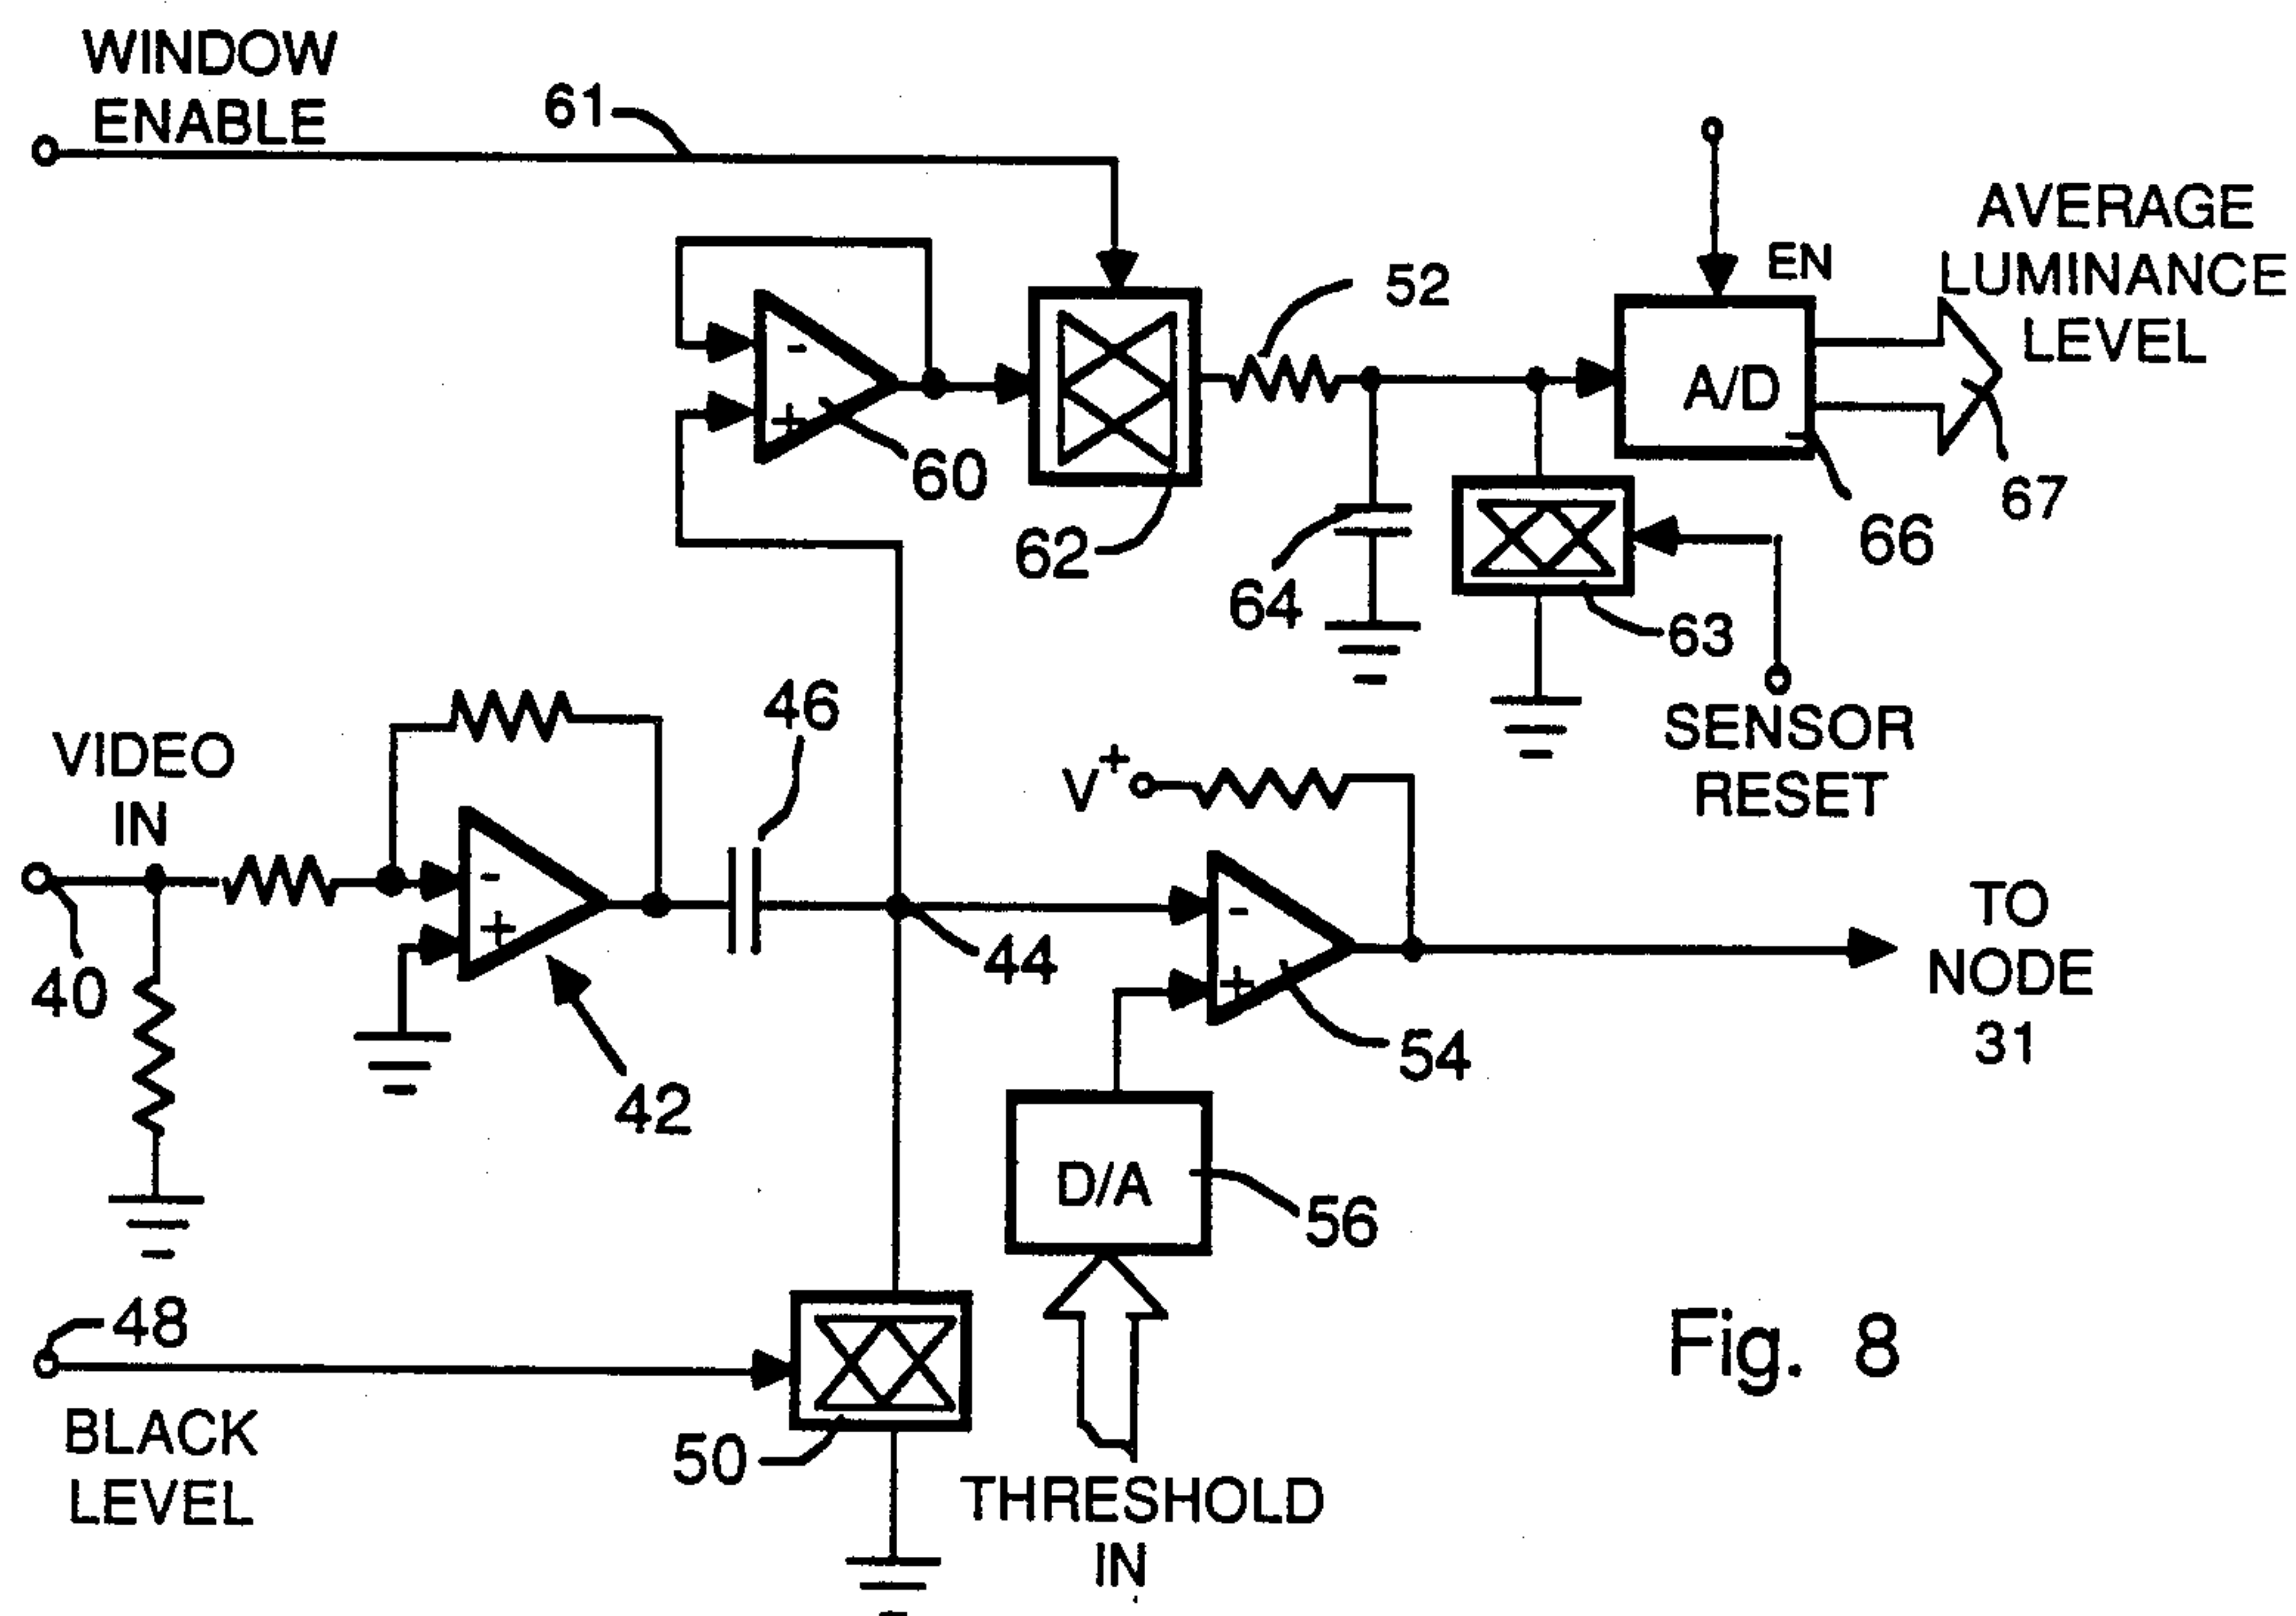 WINDOW
ENABLE
61
EN
AVERAGE
LUMINANCE
LEVEL
52
-
+
A/D
60
62
64
66
67
63
SENSOR
RESET
46
VIDEO
IN
V+
-
+
40
42
44
-
+
54
TO
NODE
31
D/A
56
48
BLACK
LEVEL
50
THRESHOLD
IN
Fig. 8